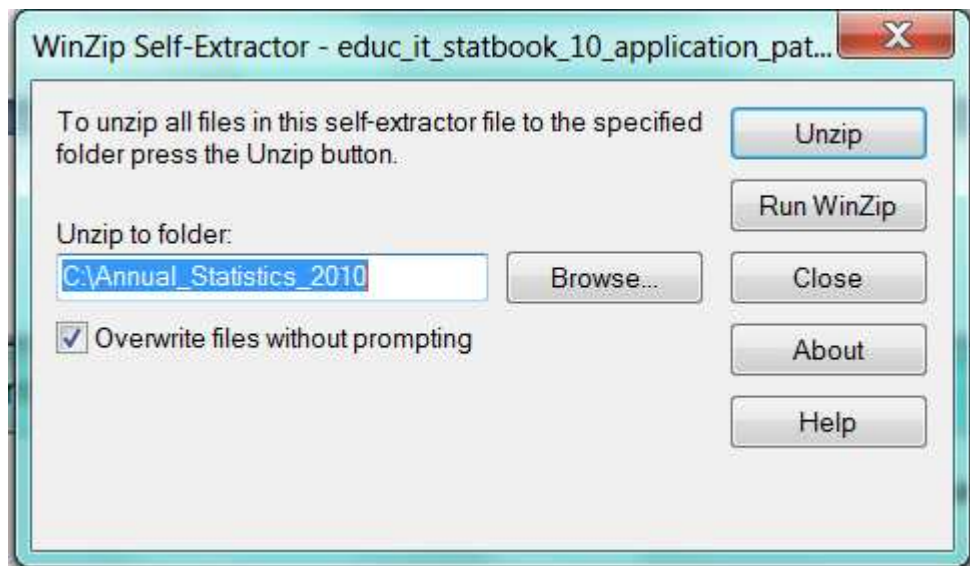 WinZip Self-Extractor - educ_it_statbook_10_application_pat...
To unzip all files in this self-extractor file to the specified
folder press the Unzip button.
Unzip
Run WinZip
Unzip to folder:
C:\Annual_Statistics_2010
Browse...
Close
Overwrite files without prompting
About
Help